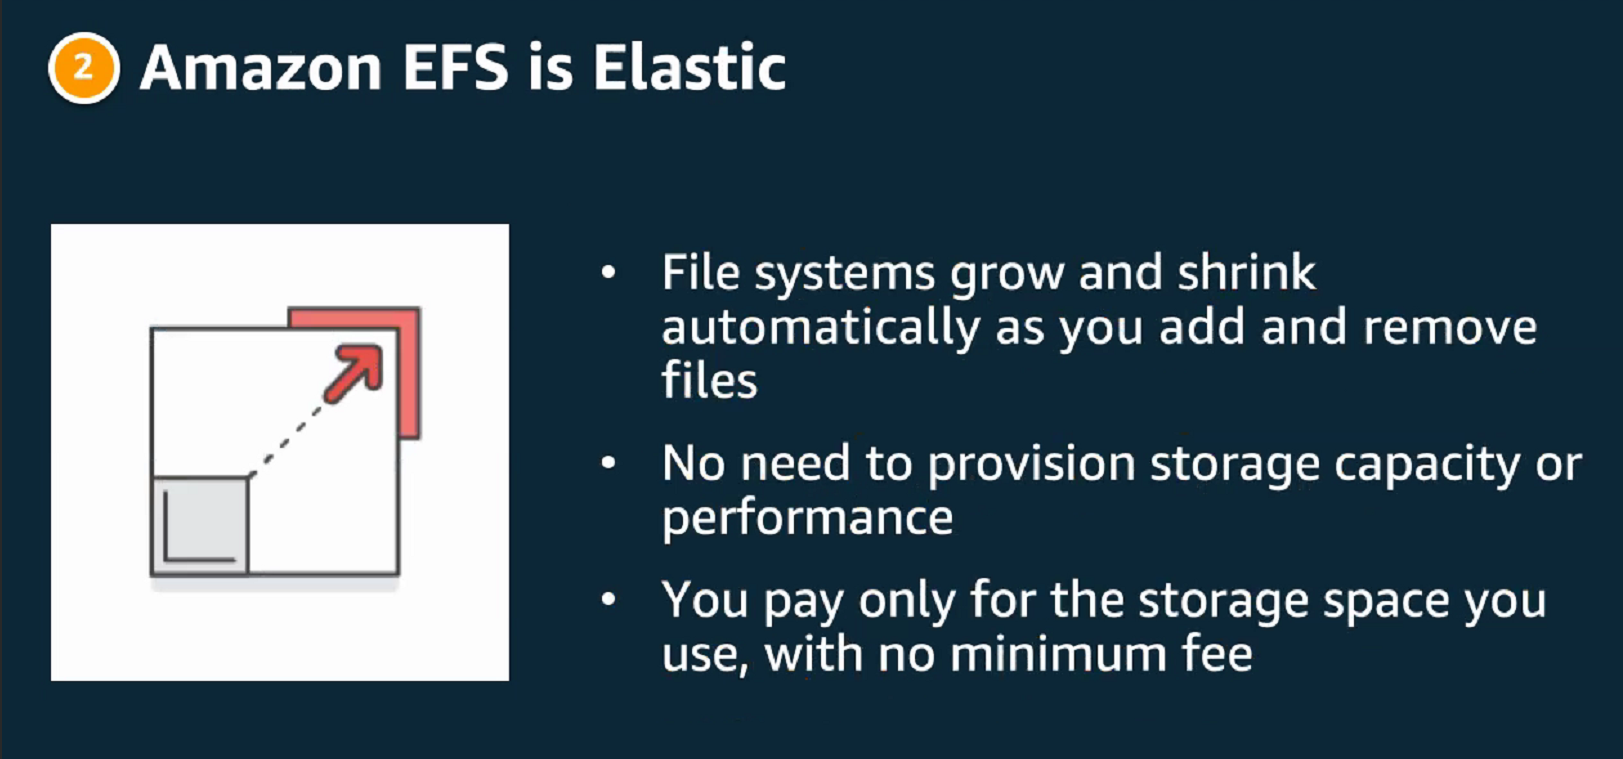 2 Amazon EFS is Elastic
• File systems grow and shrink
automatically as you add and remove
files
• No need to provision storage capacity or
performance
• You pay only for the storage space you
use, with no minimum fee